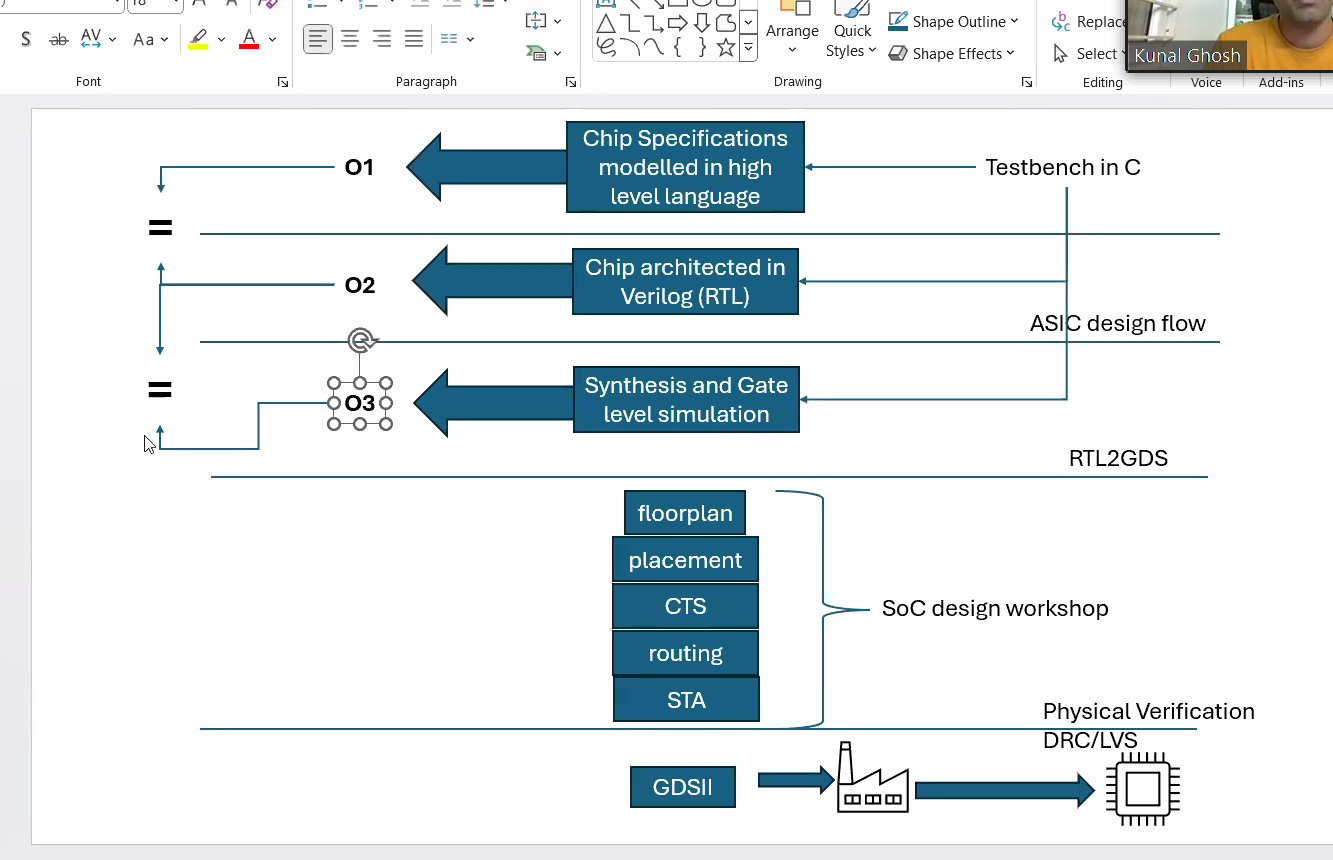 18
Aa
Arrange
Quick
Styles
Shape Outline
Shape Effects
Replace
Select
Kunal Ghosh
Font
Paragraph
Drawing
Editing
Voice
Add-ins
O1
Chip Specifications
modelled in high
level language
Testbench in C
=
O2
Chip architected in
Verilog (RTL)
ASIC design flow
=
O3
Synthesis and Gate
level simulation
RTL2GDS
floorplan
placement
CTS
routing
STA
SoC design workshop
Physical Verification
DRC/LVS
GDSII